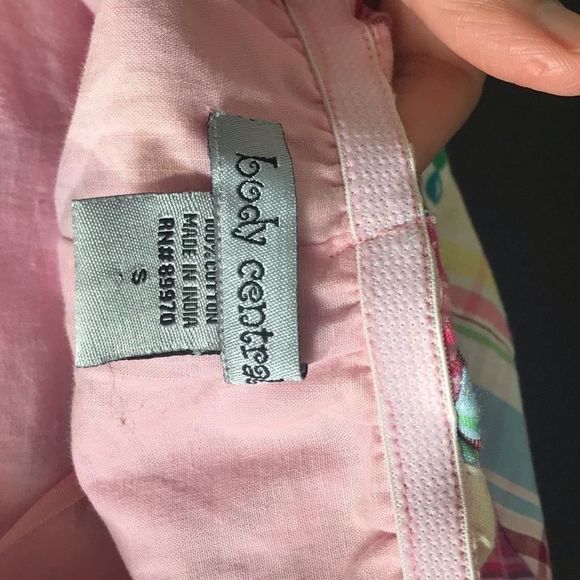 body central
100% COTTON
MADE IN INDIA
RN# 89970
S